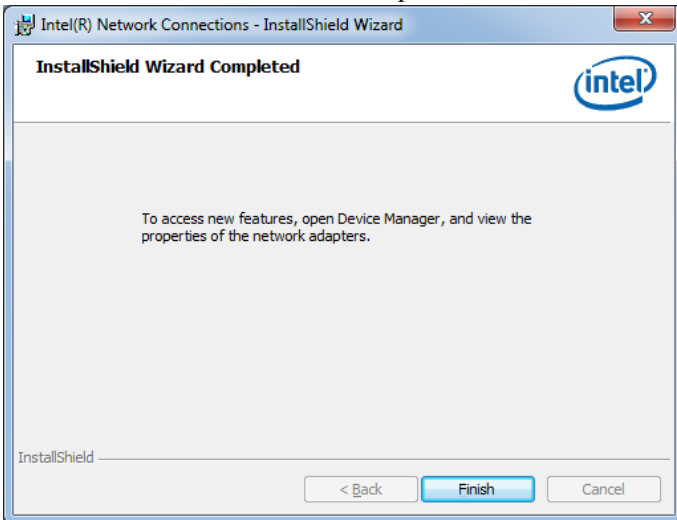 Intel(R) Network Connections - InstallShield Wizard
InstallShield Wizard Completed
intel
To access new features, open Device Manager, and view the
properties of the network adapters.
InstallShield
< Back
Finish
Cancel